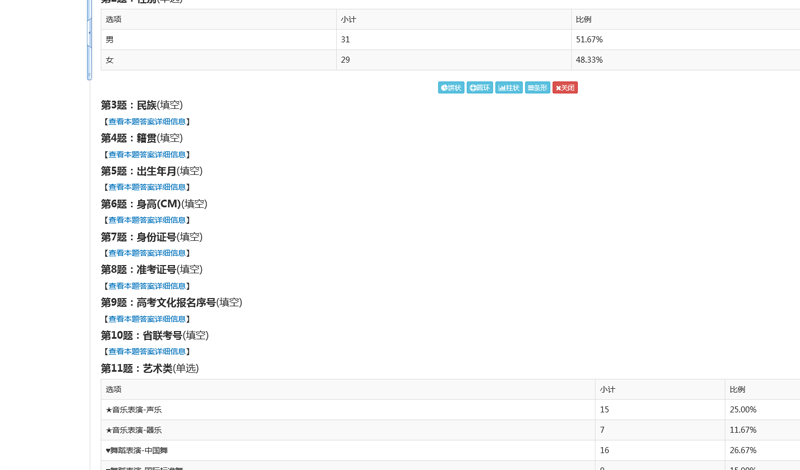 第2题：性别(单选)
选项 小计 比例
男 31 51.67%
女 29 48.33%
饼状 圆环 柱状 条形 关闭
第3题：民族(填空)
【查看本题答案详细信息】
第4题：籍贯(填空)
【查看本题答案详细信息】
第5题：出生年月(填空)
【查看本题答案详细信息】
第6题：身高(CM)(填空)
【查看本题答案详细信息】
第7题：身份证号(填空)
【查看本题答案详细信息】
第8题：准考证号(填空)
【查看本题答案详细信息】
第9题：高考文化报名序号(填空)
【查看本题答案详细信息】
第10题：省联考号(填空)
【查看本题答案详细信息】
第11题：艺术类(单选)
选项 小计 比例
★音乐表演-声乐 15 25.00%
★音乐表演-器乐 7 11.67%
♥舞蹈表演-中国舞 16 26.67%
♥舞蹈表演-国际标准舞 9 15.00%